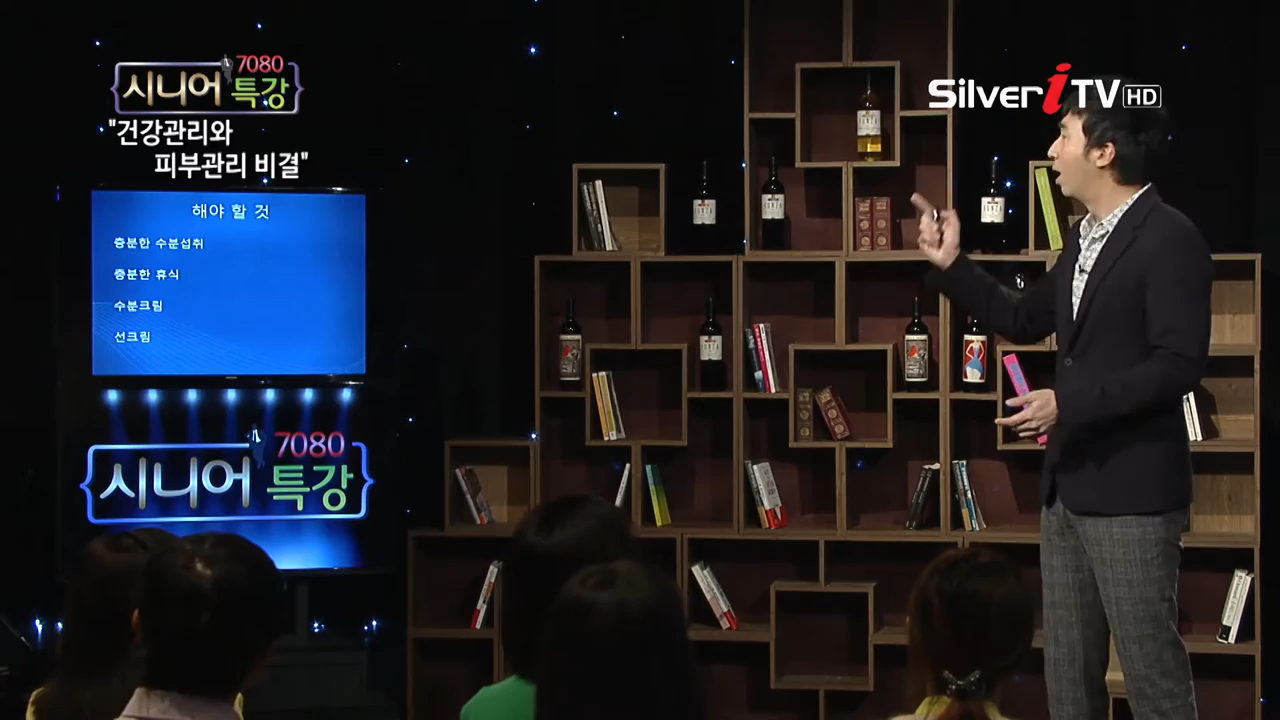 7080
시니어 특강
"건강관리와
피부관리 비결"
Silver i TV HD
해야 할 것
충분한 수분섭취
충분한 휴식
수분크림
선크림
7080
시니어 특강